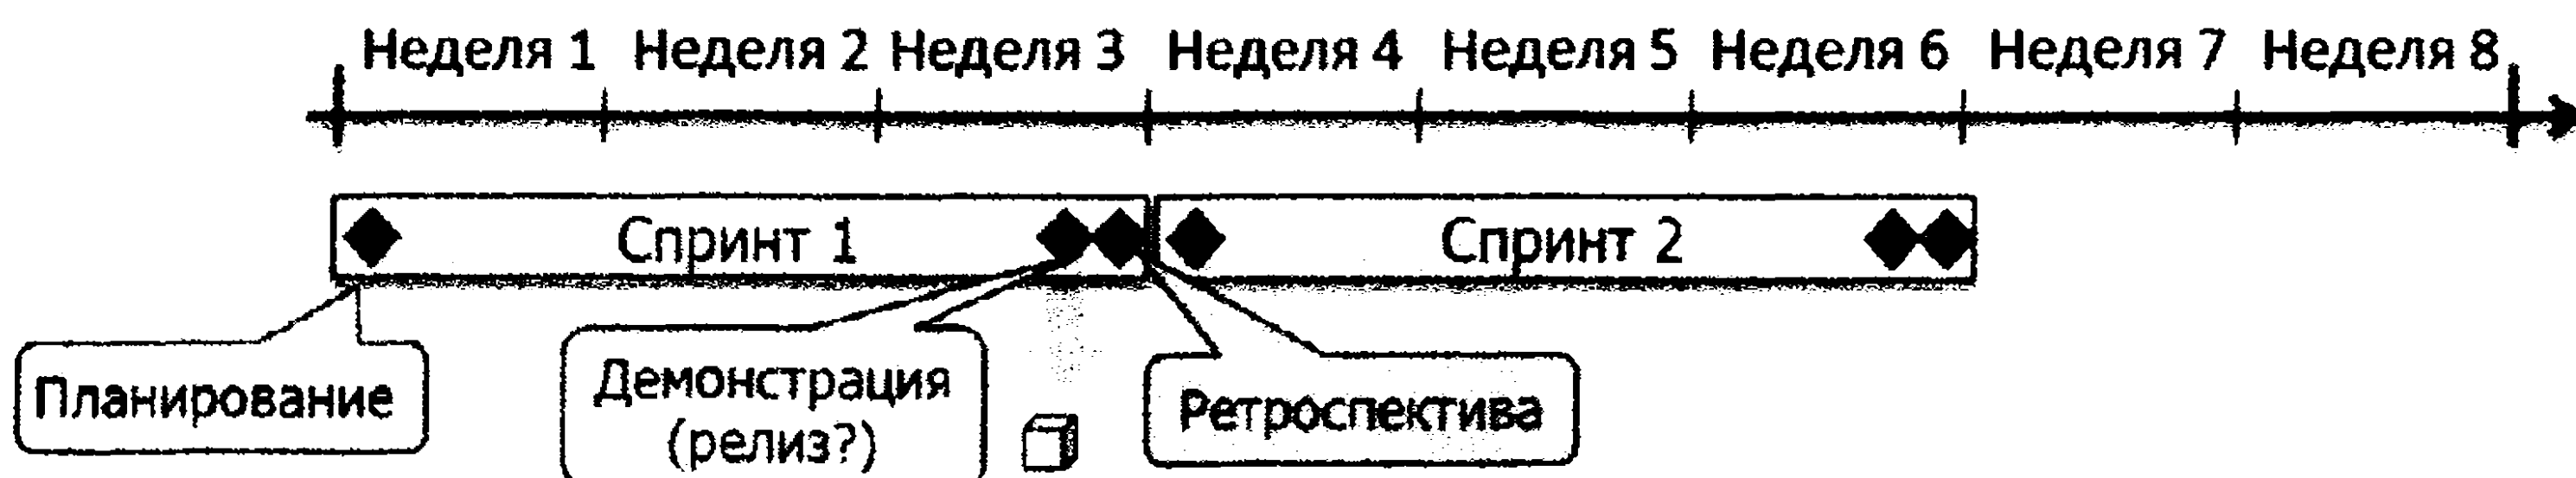 Неделя 1 Неделя 2 Неделя 3 Неделя 4 Неделя 5 Неделя 6 Неделя 7 Неделя 8
Спринт 1 Спринт 2
Планирование
Демонстрация
(релиз?)
Ретроспектива